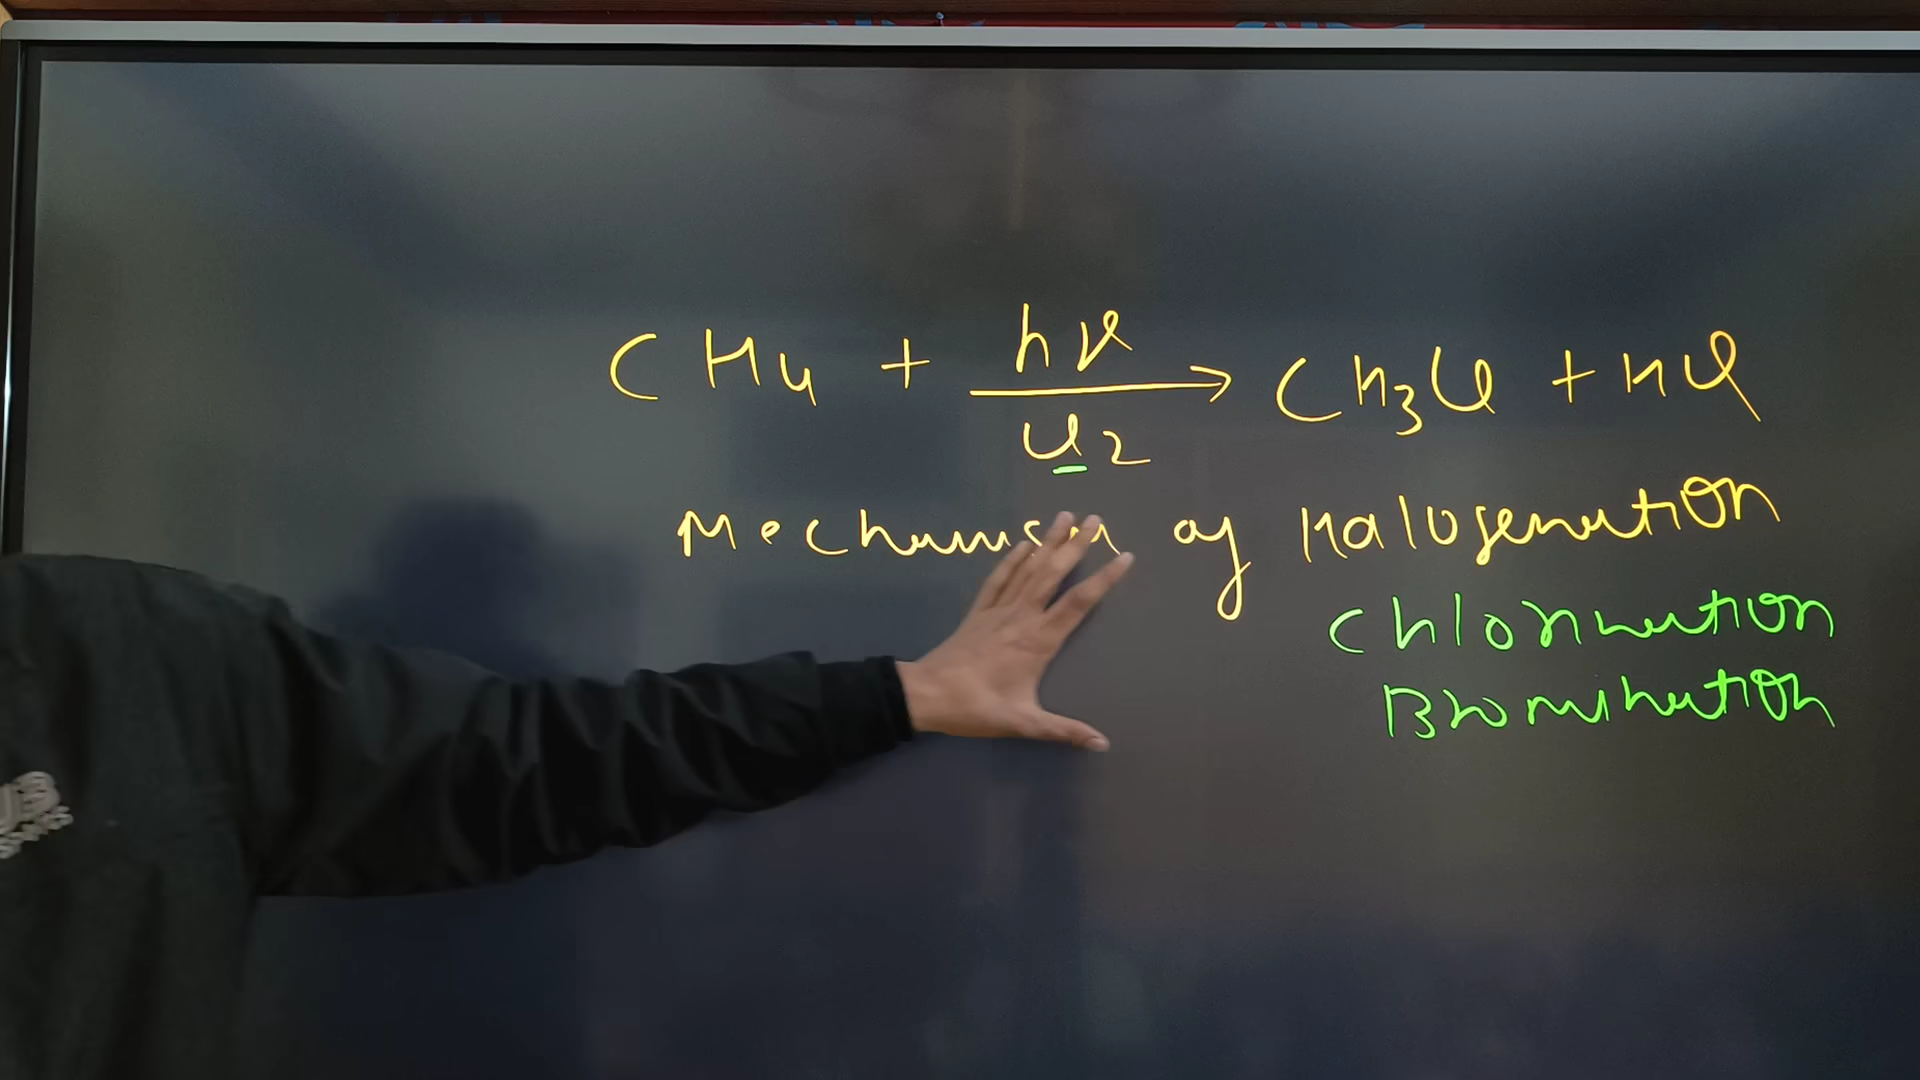 CH4 + hν → CH3Cl + HCl
Cl2
Mechanism of Halogenation
Chlorination
Bromination